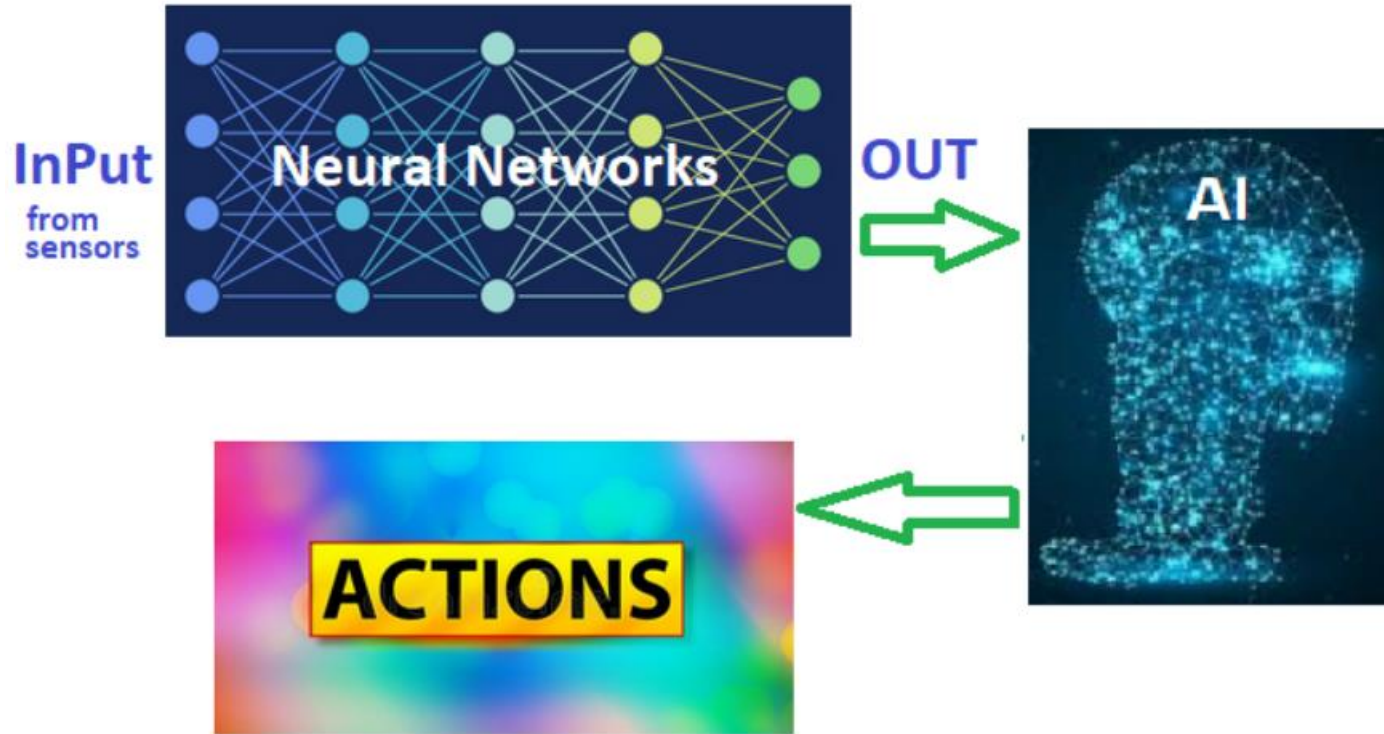 InPut
from
sensors
Neural Networks
OUT
AI
ACTIONS